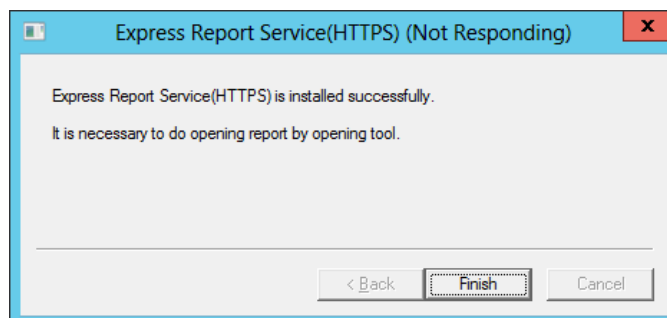 Express Report Service(HTTPS) (Not Responding)
x
Express Report Service(HTTPS) is installed successfully.
It is necessary to do opening report by opening tool.
< Back
Finish
Cancel